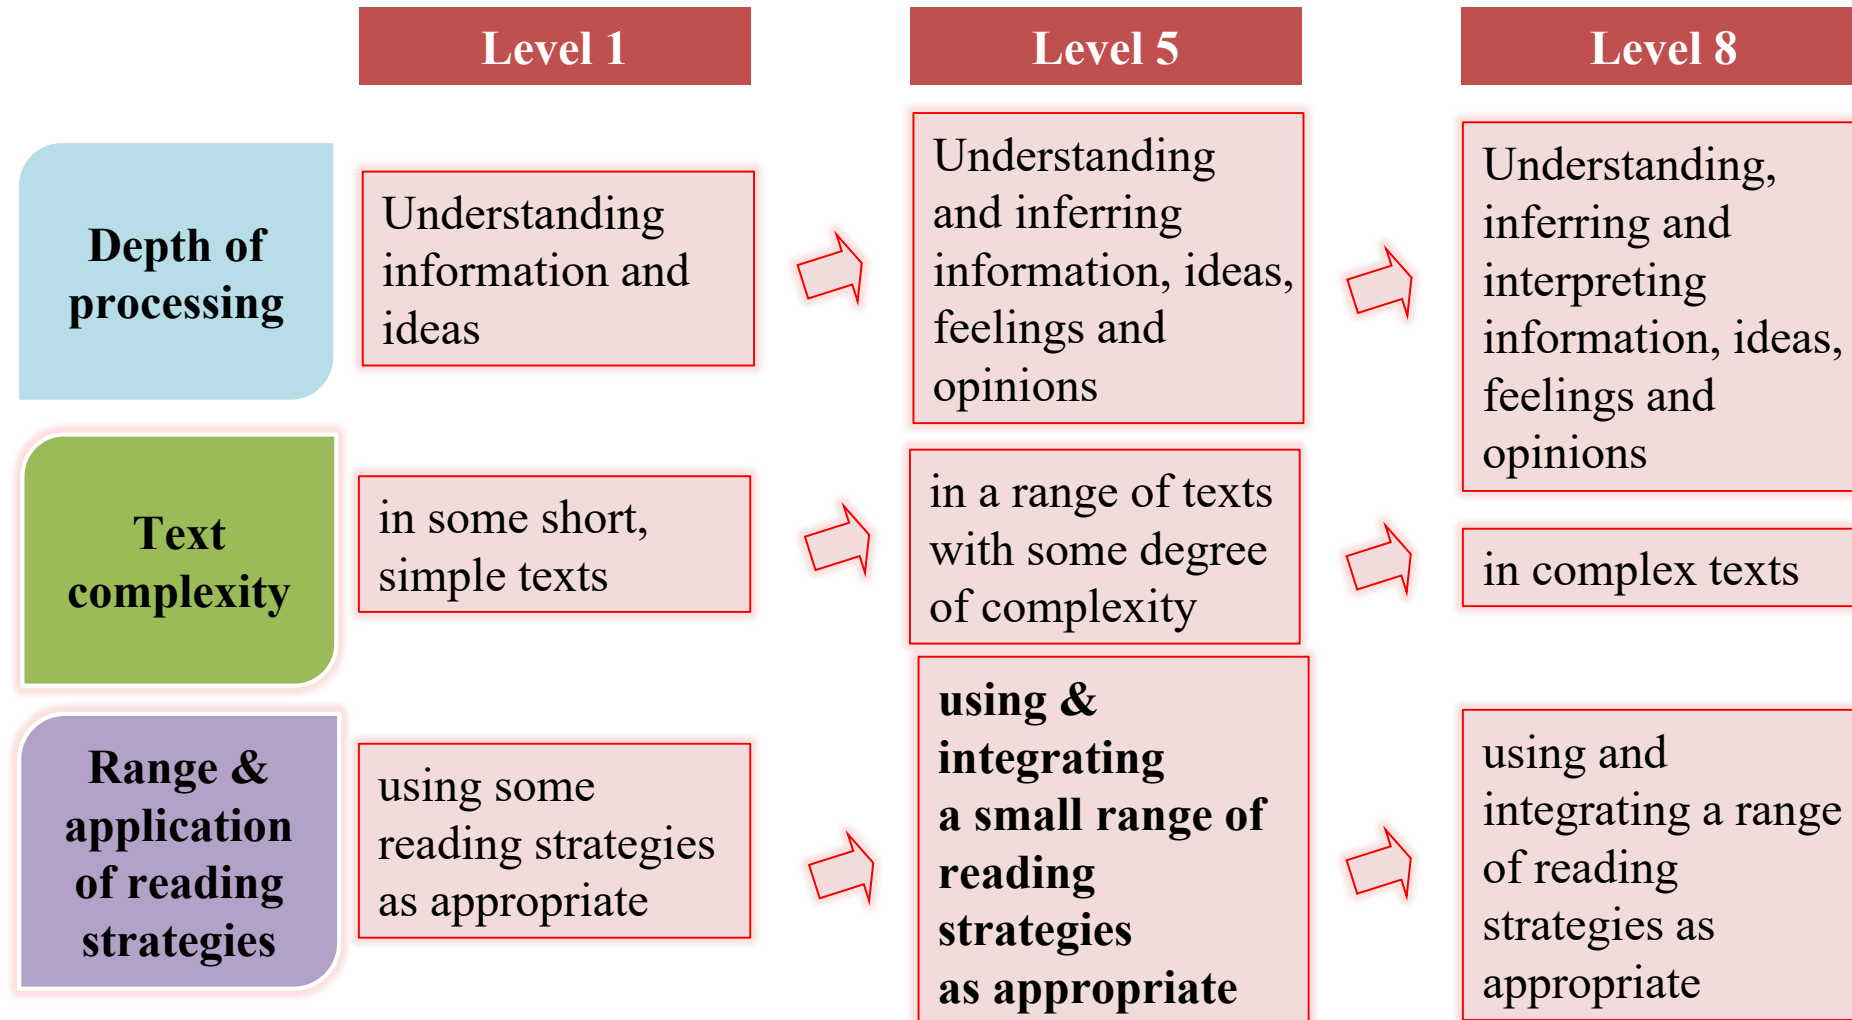 Level 1
Level 5
Level 8
Depth of
processing
Understanding
information and
ideas
Understanding
and inferring
information, ideas,
feelings and
opinions
Understanding,
inferring and
interpreting
information, ideas,
feelings and
opinions
Text
complexity
in some short,
simple texts
in a range of texts
with some degree
of complexity
in complex texts
Range &
application
of reading
strategies
using some
reading strategies
as appropriate
using &
integrating
a small range of
reading
strategies
as appropriate
using and
integrating a range
of reading
strategies as
appropriate